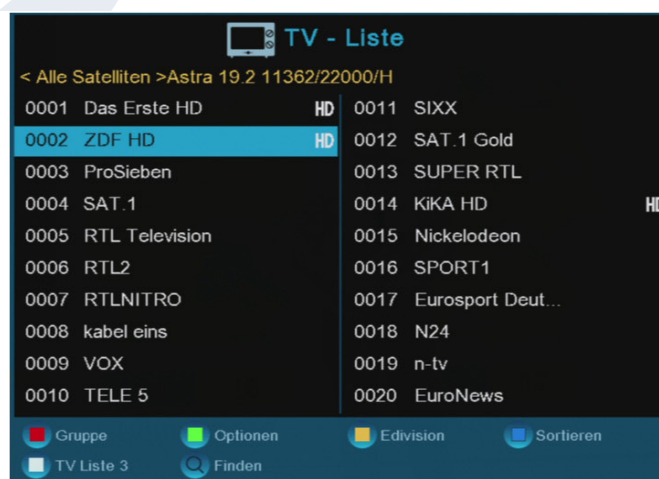 TV - Liste
< Alle Satelliten >Astra 19.2 11362/22000/H
0001 Das Erste HD HD
0002 ZDF HD HD
0003 ProSieben
0004 SAT.1
0005 RTL Television
0006 RTL2
0007 RTLNITRO
0008 kabel eins
0009 VOX
0010 TELE 5
0011 SIXX
0012 SAT.1 Gold
0013 SUPER RTL
0014 KiKA HD HD
0015 Nickelodeon
0016 SPORT1
0017 Eurosport Deut...
0018 N24
0019 n-tv
0020 EuroNews
Gruppe Optionen Edivision Sortieren
TV Liste 3 Finden